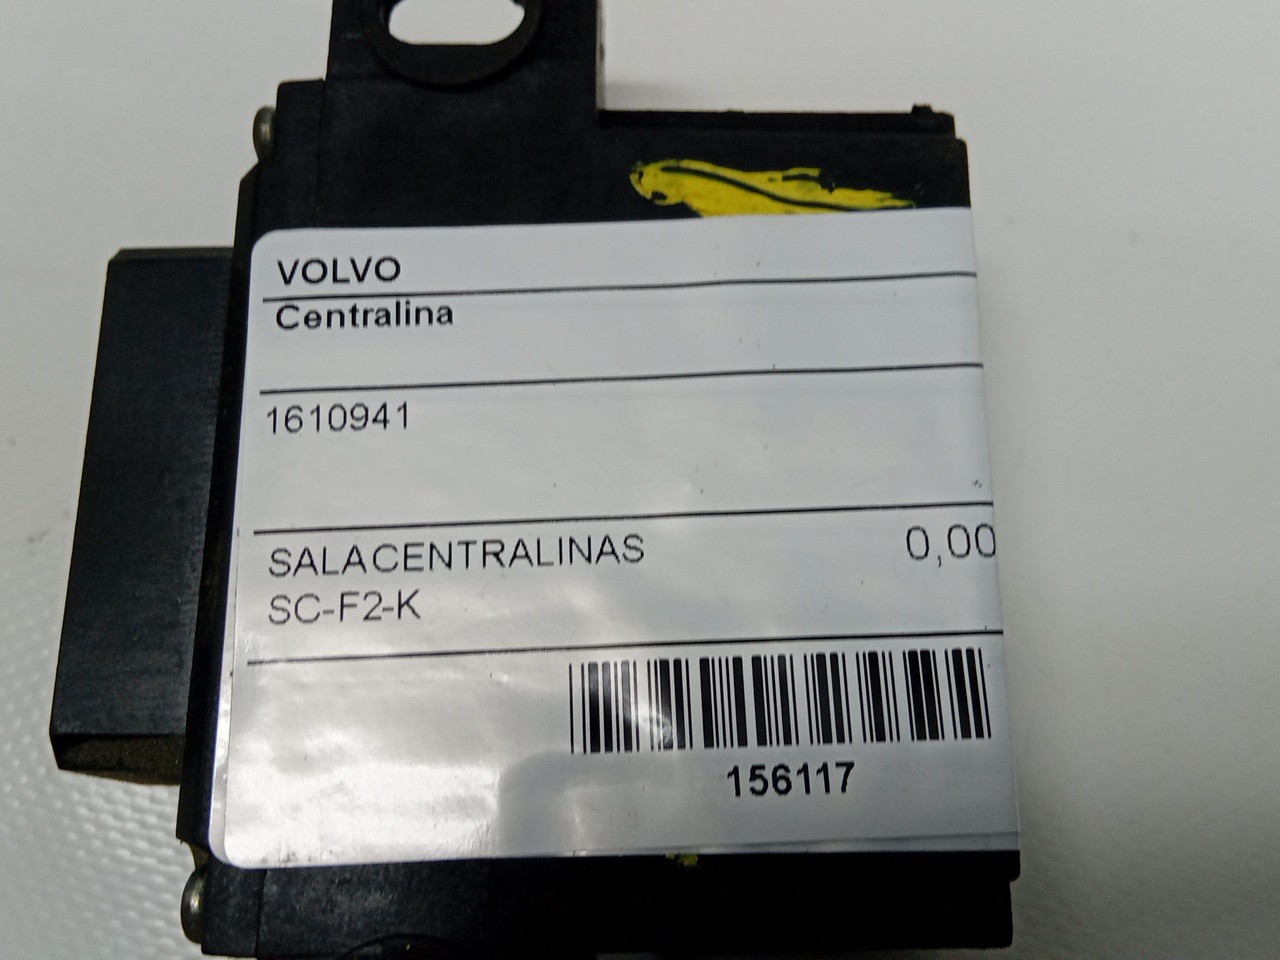 VOLVO
Centralina
1610941
SALACENTRALINAS 0,00
SC-F2-K
156117